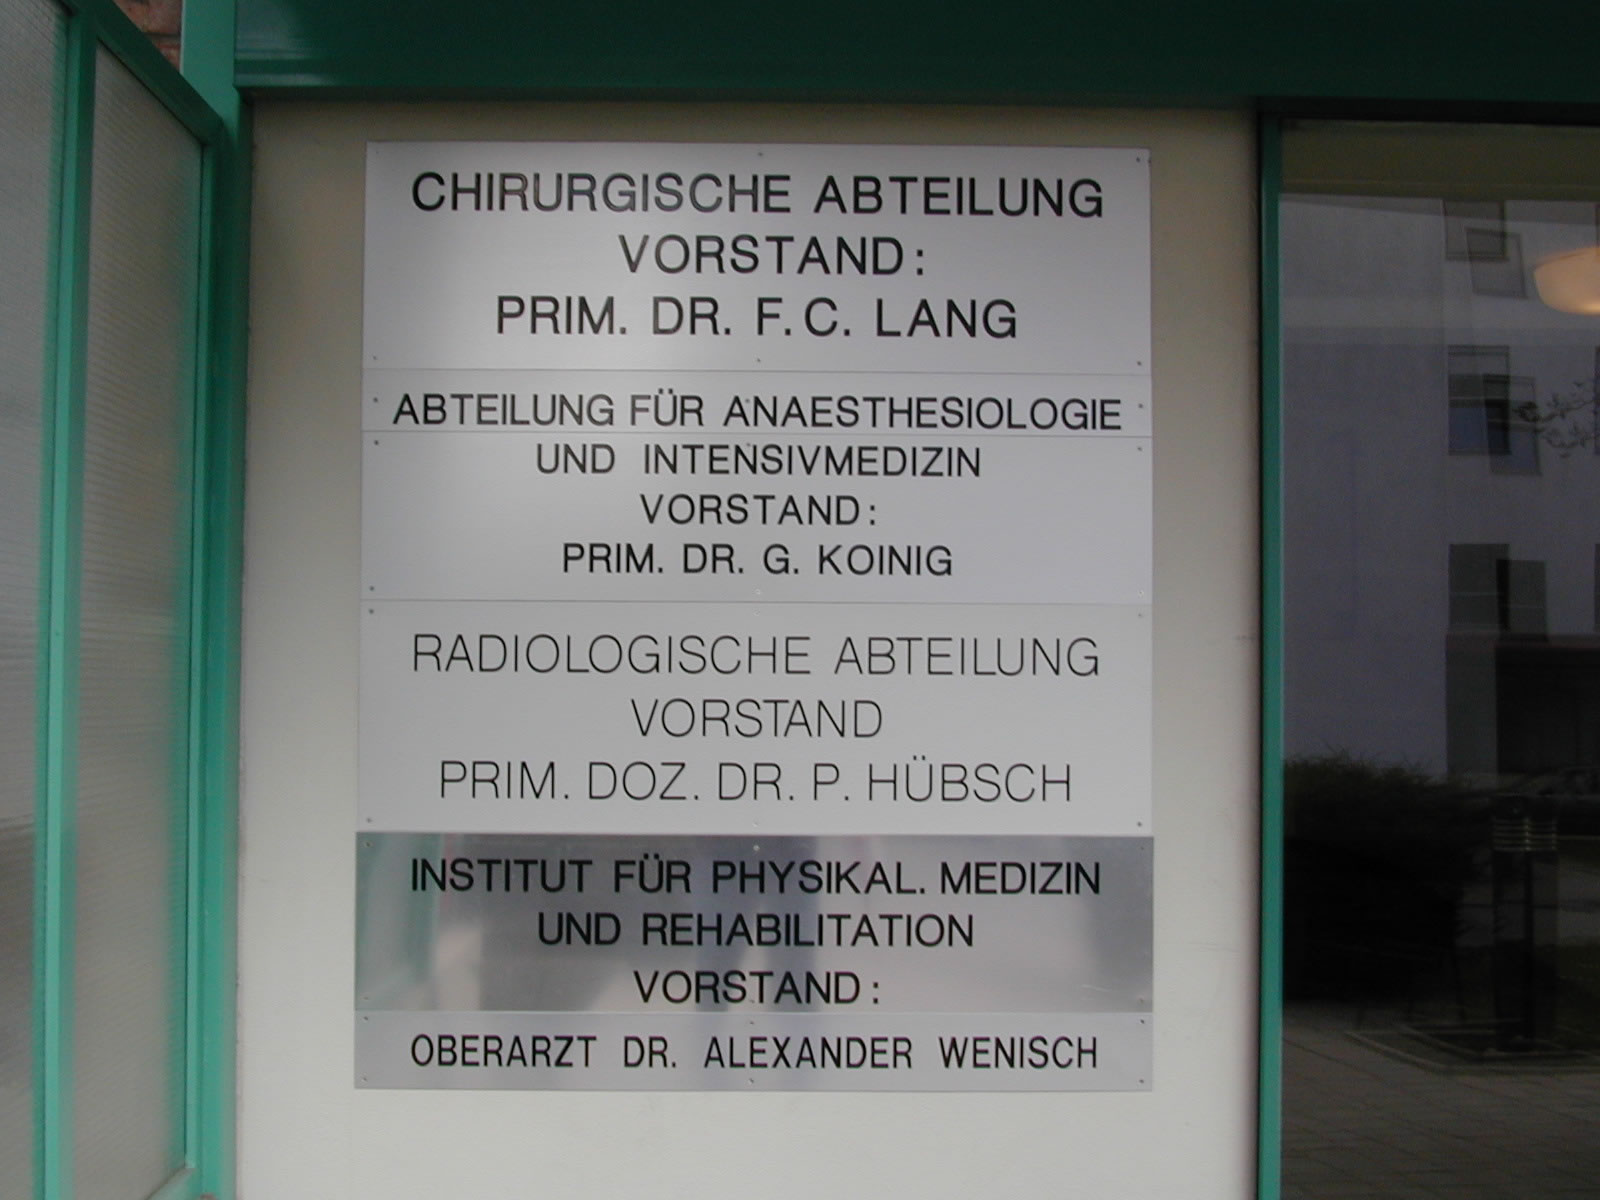 CHIRURGISCHE ABTEILUNG
VORSTAND:
PRIM. DR. F. C. LANG
ABTEILUNG FÜR ANAESTHESIOLOGIE
UND INTENSIVMEDIZIN
VORSTAND:
PRIM. DR. G. KOINIG
RADIOLOGISCHE ABTEILUNG
VORSTAND
PRIM. DOZ. DR. P. HÜBSCH
INSTITUT FÜR PHYSIKAL. MEDIZIN
UND REHABILITATION
VORSTAND:
OBERARZT DR. ALEXANDER WENISCH